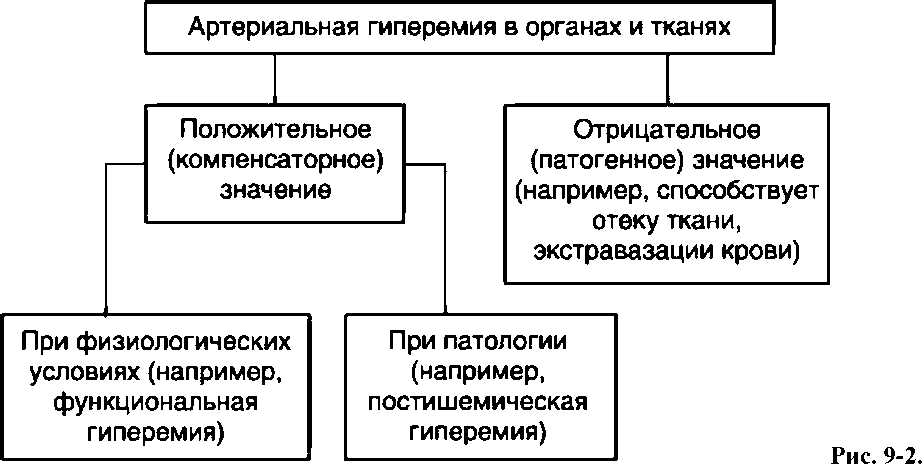 Артериальная гиперемия в органах и тканях
Положительное
(компенсаторное)
значение
Отрицательное
(патогенное) значение
(например, способствует
отеку ткани,
экстравазации крови)
При физиологических
условиях (например,
функциональная
гиперемия)
При патологии
(например,
постишемическая
гиперемия)
Рис. 9-2.